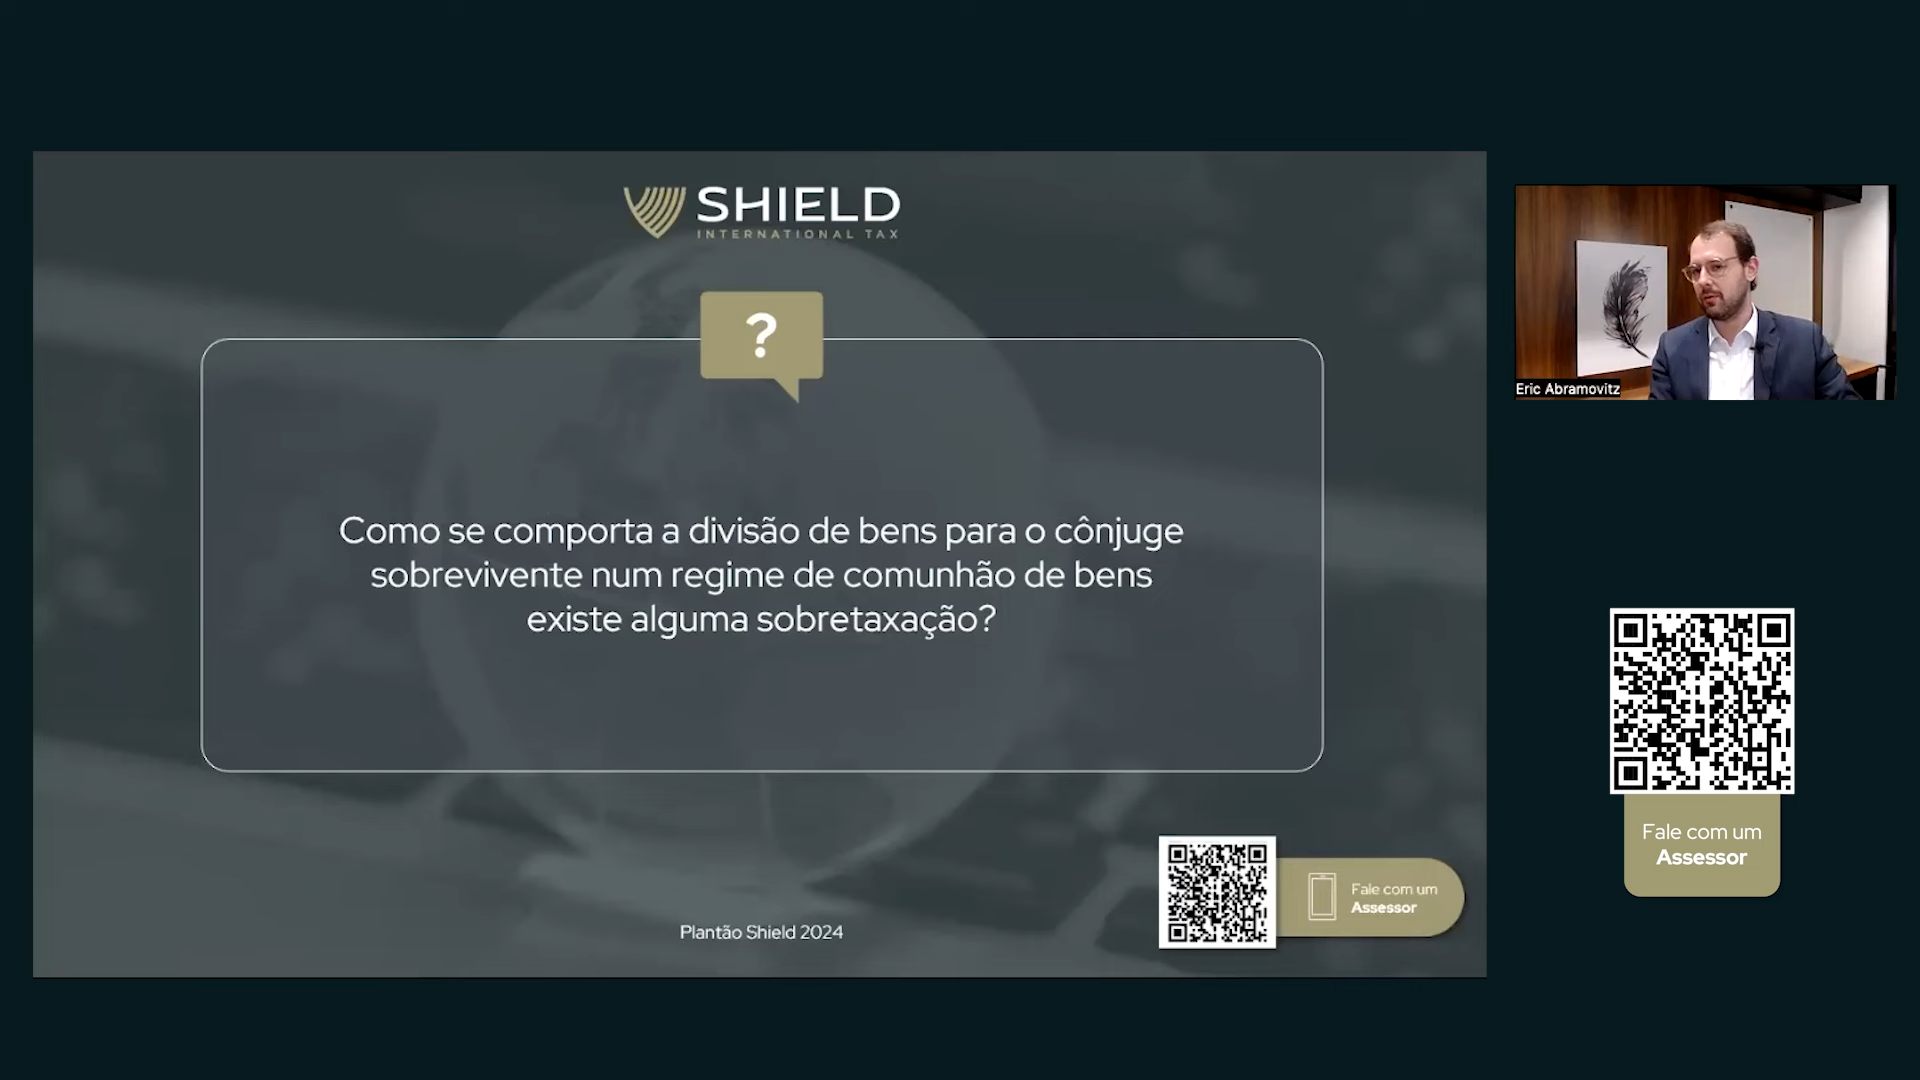 SHIELD
INTERNATIONAL TAX
?
Como se comporta a divisão de bens para o cônjuge
sobrevivente num regime de comunhão de bens
existe alguma sobretaxação?
Plantão Shield 2024
Fale com um
Assessor
Eric Abramovitz
Fale com um
Assessor